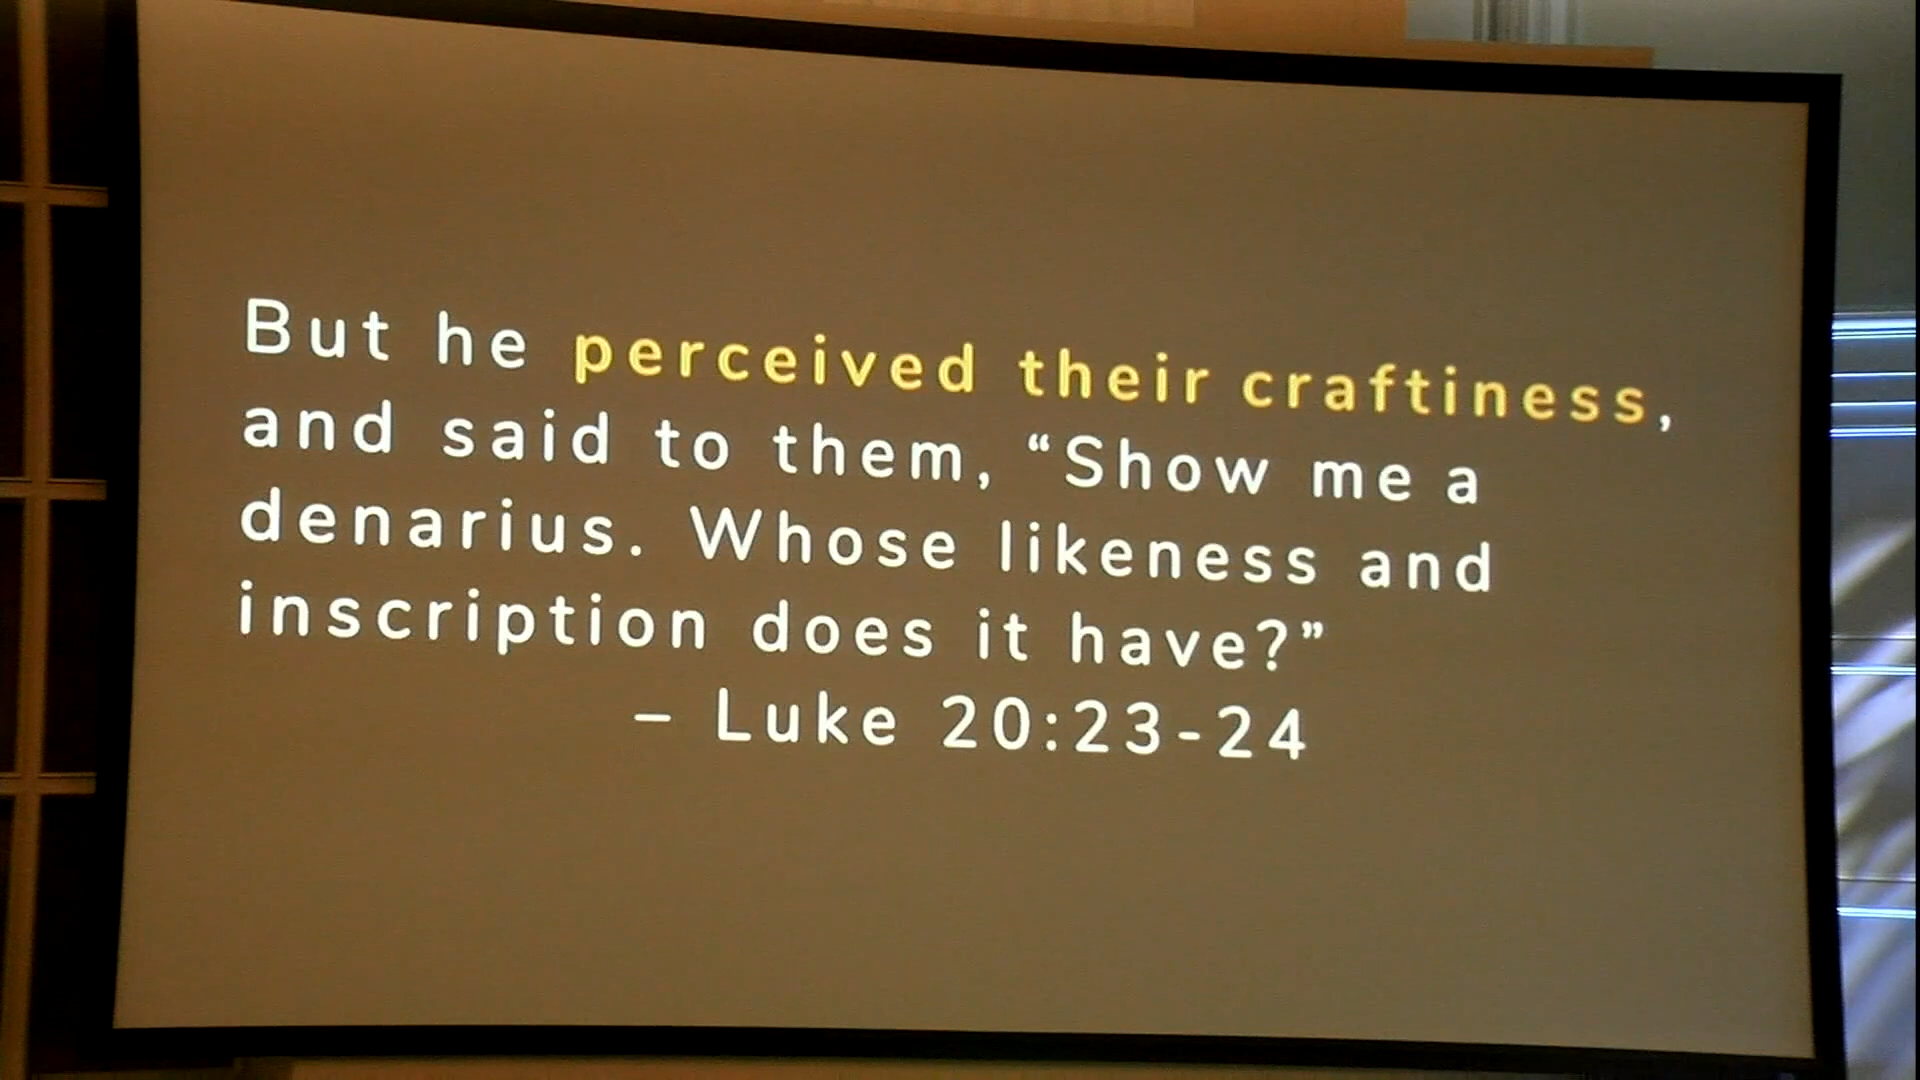 But he perceived their craftiness,
and said to them, “Show me a
denarius. Whose likeness and
inscription does it have?”
– Luke 20:23-24